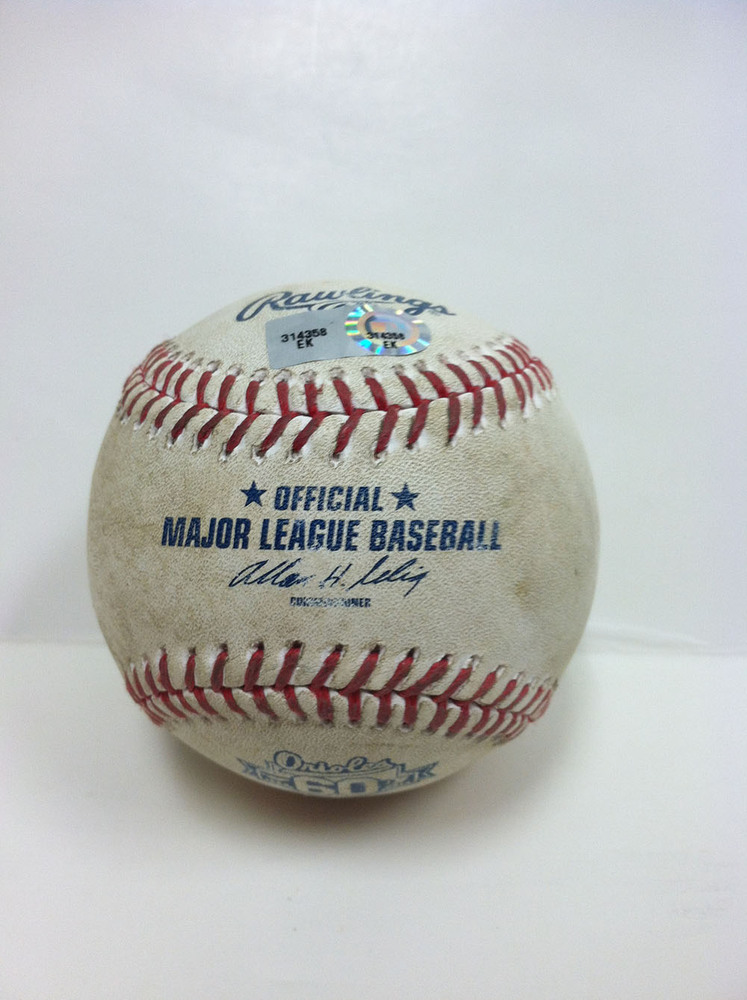 Rawlings
314358
EK
314358
EK
★ OFFICIAL ★
MAJOR LEAGUE BASEBALL
Allan H. Selig
COMMISSIONER
Orioles
60